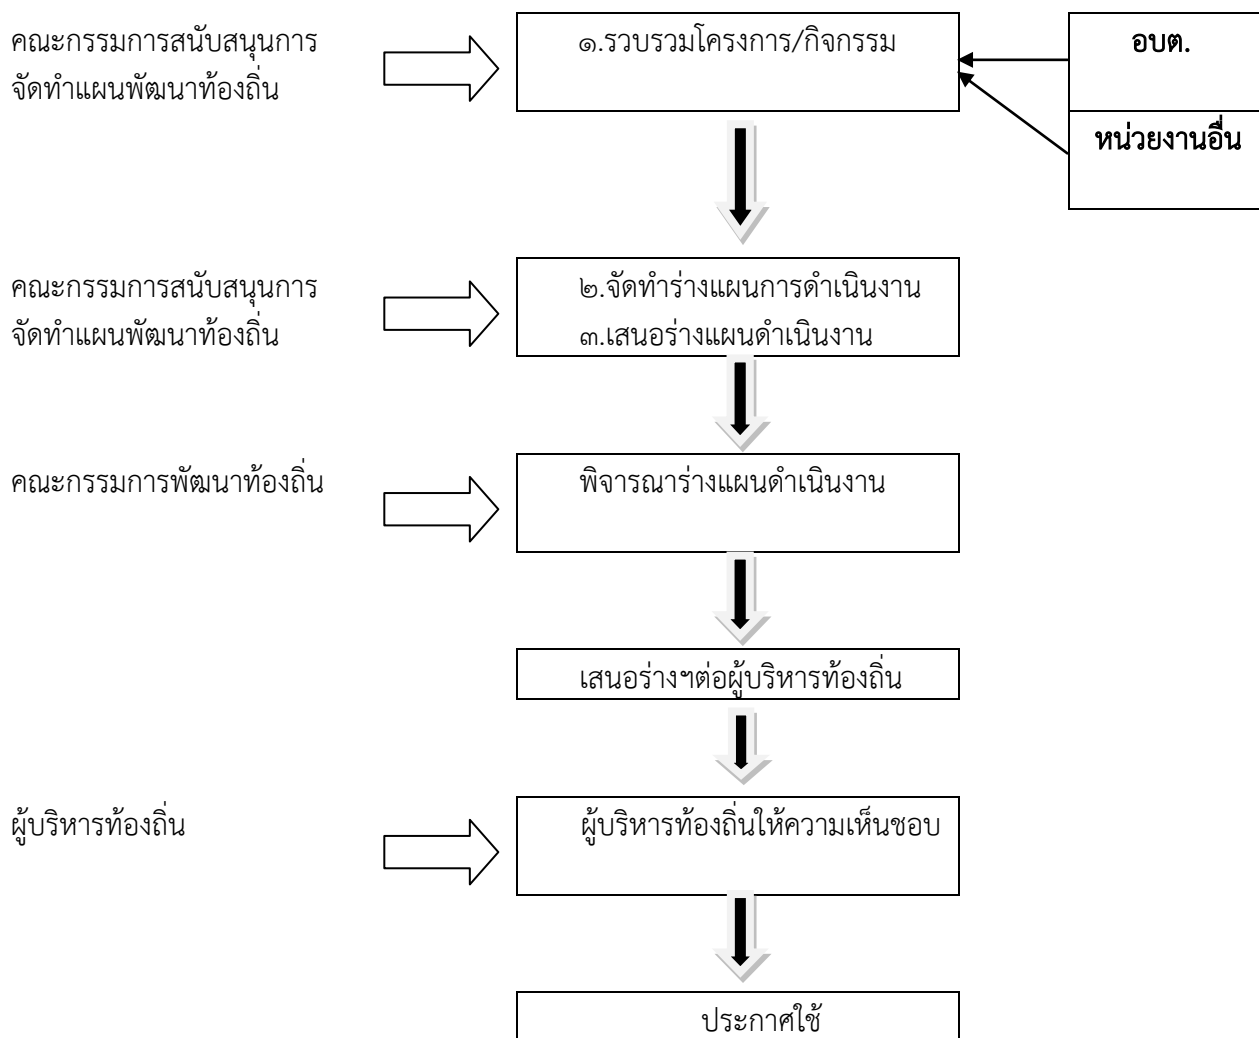 คณะกรรมการสนับสนุนการ
จัดทำแผนพัฒนาท้องถิ่น
๑.รวบรวมโครงการ/กิจกรรม
อบต.
หน่วยงานอื่น
คณะกรรมการสนับสนุนการ
จัดทำแผนพัฒนาท้องถิ่น
๒.จัดทำร่างแผนการดำเนินงาน
๓.เสนอร่างแผนดำเนินงาน
คณะกรรมการพัฒนาท้องถิ่น
พิจารณาร่างแผนดำเนินงาน
เสนอร่างฯต่อผู้บริหารท้องถิ่น
ผู้บริหารท้องถิ่น
ผู้บริหารท้องถิ่นให้ความเห็นชอบ
ประกาศใช้